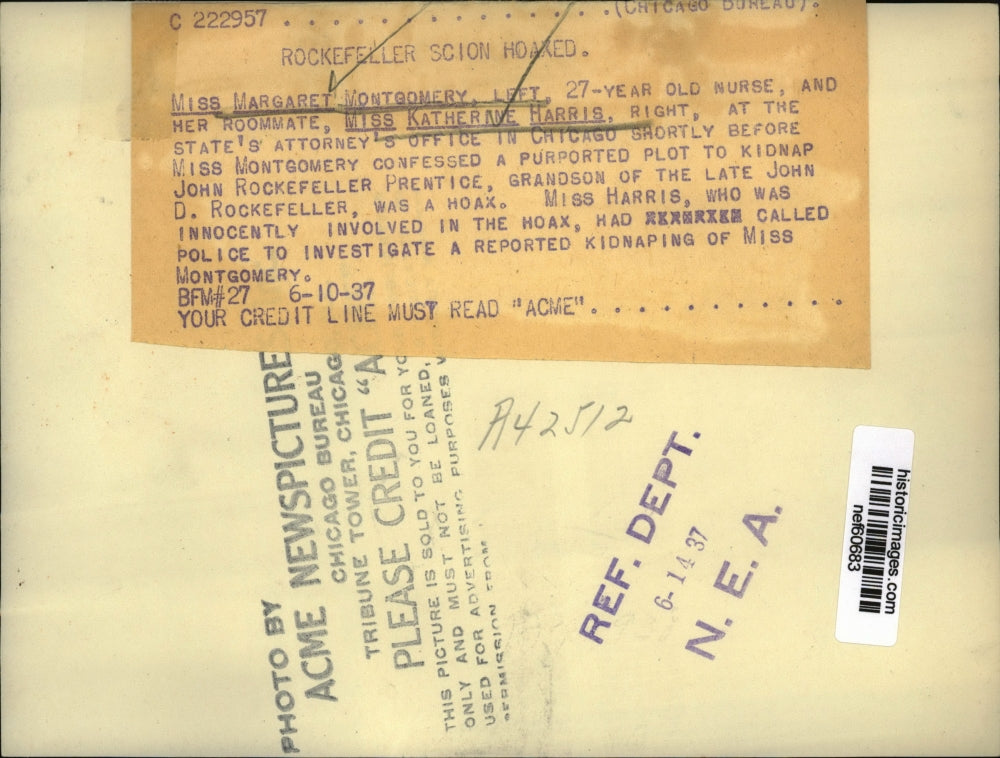 C 222957 . . . . . . . . . . . . (CHICAGO BUREAU).
ROCKEFELLER SCION HOAXED.
MISS MARGARET MONTGOMERY, LEFT, 27-YEAR OLD NURSE, AND
HER ROOMMATE, MISS KATHERINE HARRIS, RIGHT, AT THE
STATE'S ATTORNEY'S OFFICE IN CHICAGO SHORTLY BEFORE
MISS MONTGOMERY CONFESSED A PURPORTED PLOT TO KIDNAP
JOHN ROCKEFELLER PRENTICE, GRANDSON OF THE LATE JOHN
D. ROCKEFELLER, WAS A HOAX. MISS HARRIS, WHO WAS
INNOCENTLY INVOLVED IN THE HOAX, HAD CALLED
POLICE TO INVESTIGATE A REPORTED KIDNAPING OF MISS
MONTGOMERY.
BFM#27 6-10-37
YOUR CREDIT LINE MUST READ "ACME". . . . . . . . . . .
PHOTO BY
ACME NEWSPICTURE
CHICAGO BUREAU
TRIBUNE TOWER, CHICAG
PLEASE CREDIT "A
THIS PICTURE IS SOLD TO YOU FOR YO
ONLY AND MUST NOT BE LOANED,
USED FOR ADVERTISING PURPOSES
PERMISSION FROM
A42512
REF. DEPT.
6-14 37
N. E. A.
historicimages.com
nef60683